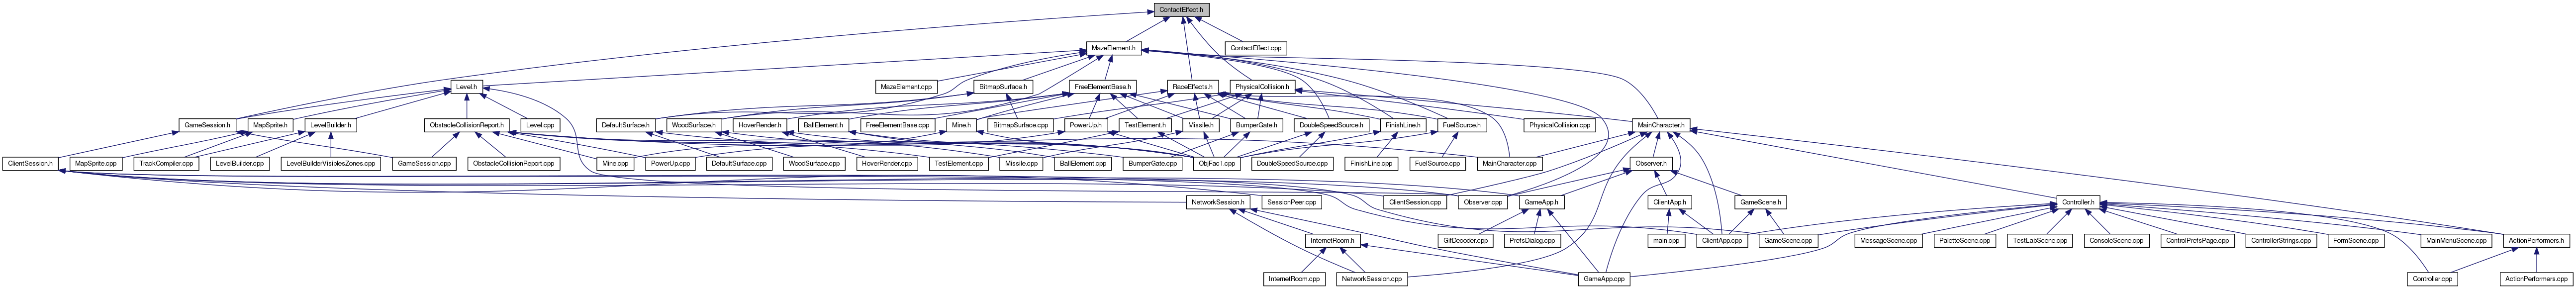 ContactEffect.h
MazeElement.h
ContactEffect.cpp
Level.h
MazeElement.cpp
BitmapSurface.h
FreeElementBase.h
RaceEffects.h
PhysicalCollision.h
GameSession.h
MapSprite.h
LevelBuilder.h
ObstacleCollisionReport.h
Level.cpp
DefaultSurface.h
WoodSurface.h
HoverRender.h
BallElement.h
FreeElementBase.cpp
Mine.h
BitmapSurface.cpp
PowerUp.h
TestElement.h
Missile.h
BumperGate.h
DoubleSpeedSource.h
FinishLine.h
FuelSource.h
PhysicalCollision.cpp
MainCharacter.h
ClientSession.h
MapSprite.cpp
TrackCompiler.cpp
LevelBuilder.cpp
LevelBuilderVisiblesZones.cpp
GameSession.cpp
ObstacleCollisionReport.cpp
Mine.cpp
PowerUp.cpp
DefaultSurface.cpp
WoodSurface.cpp
HoverRender.cpp
TestElement.cpp
Missile.cpp
BallElement.cpp
BumperGate.cpp
ObjFac1.cpp
DoubleSpeedSource.cpp
FinishLine.cpp
FuelSource.cpp
MainCharacter.cpp
Observer.h
NetworkSession.h
SessionPeer.cpp
ClientSession.cpp
Observer.cpp
GameApp.h
ClientApp.h
GameScene.h
Controller.h
InternetRoom.h
GifDecoder.cpp
PrefsDialog.cpp
main.cpp
ClientApp.cpp
GameScene.cpp
MessageScene.cpp
PaletteScene.cpp
TestLabScene.cpp
ConsoleScene.cpp
ControlPrefsPage.cpp
ControllerStrings.cpp
FormScene.cpp
MainMenuScene.cpp
ActionPerformers.h
InternetRoom.cpp
NetworkSession.cpp
GameApp.cpp
Controller.cpp
ActionPerformers.cpp